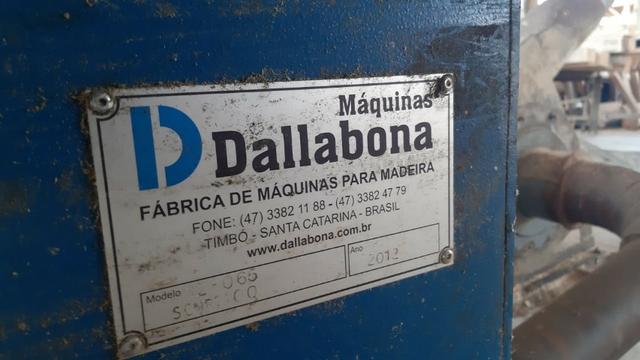 Máquinas
Dallabona
FÁBRICA DE MÁQUINAS PARA MADEIRA
FONE: (47) 3382 11 88 - (47) 3382 47 79
TIMBÓ - SANTA CATARINA - BRASIL
www.dallabona.com.br
Modelo
Ano
2012